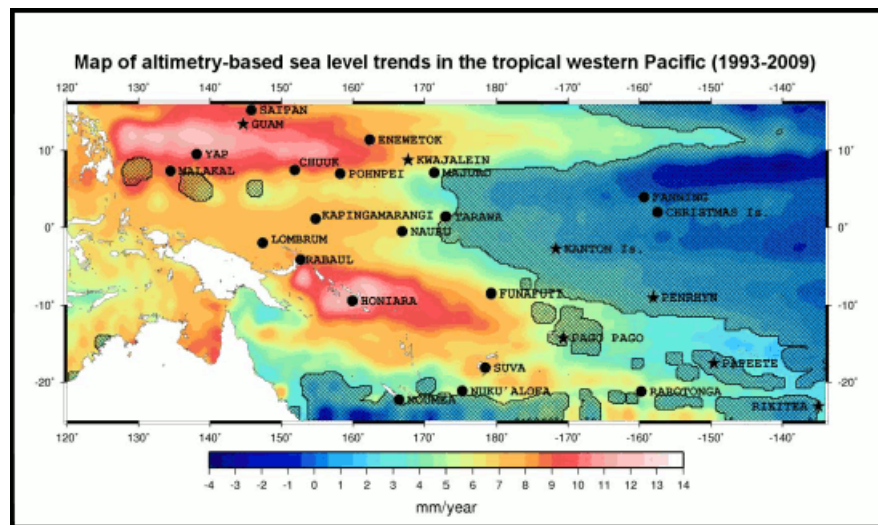 Map of altimetry-based sea level trends in the tropical western Pacific (1993-2009)
120˚ 130˚ 140˚ 150˚ 160˚ 170˚ 180˚ -170˚ -160˚ -150˚ -140˚
SAIPAN
GUAM
ENEWETOK
10˚ YAP CHUUK KWAJALEIN 10˚
MALAKAL POHNPEI MAJURO
FANNING
KAPINGAMARANGI TARAWA CHRISTMAS Is.
0˚ NAURU 0˚
LOMBRUM KANTON Is.
RABAUL
FUNAFUTI PENRHYN
-10˚ HONIARA -10˚
PAGO PAGO
SUVA PAPEETE
-20˚ NUKU'ALOFA RAROTONGA -20˚
NOUMEA RIKITEA
120˚ 130˚ 140˚ 150˚ 160˚ 170˚ 180˚ -170˚ -160˚ -150˚ -140˚
-4 -3 -2 -1 0 1 2 3 4 5 6 7 8 9 10 11 12 13 14
mm/year